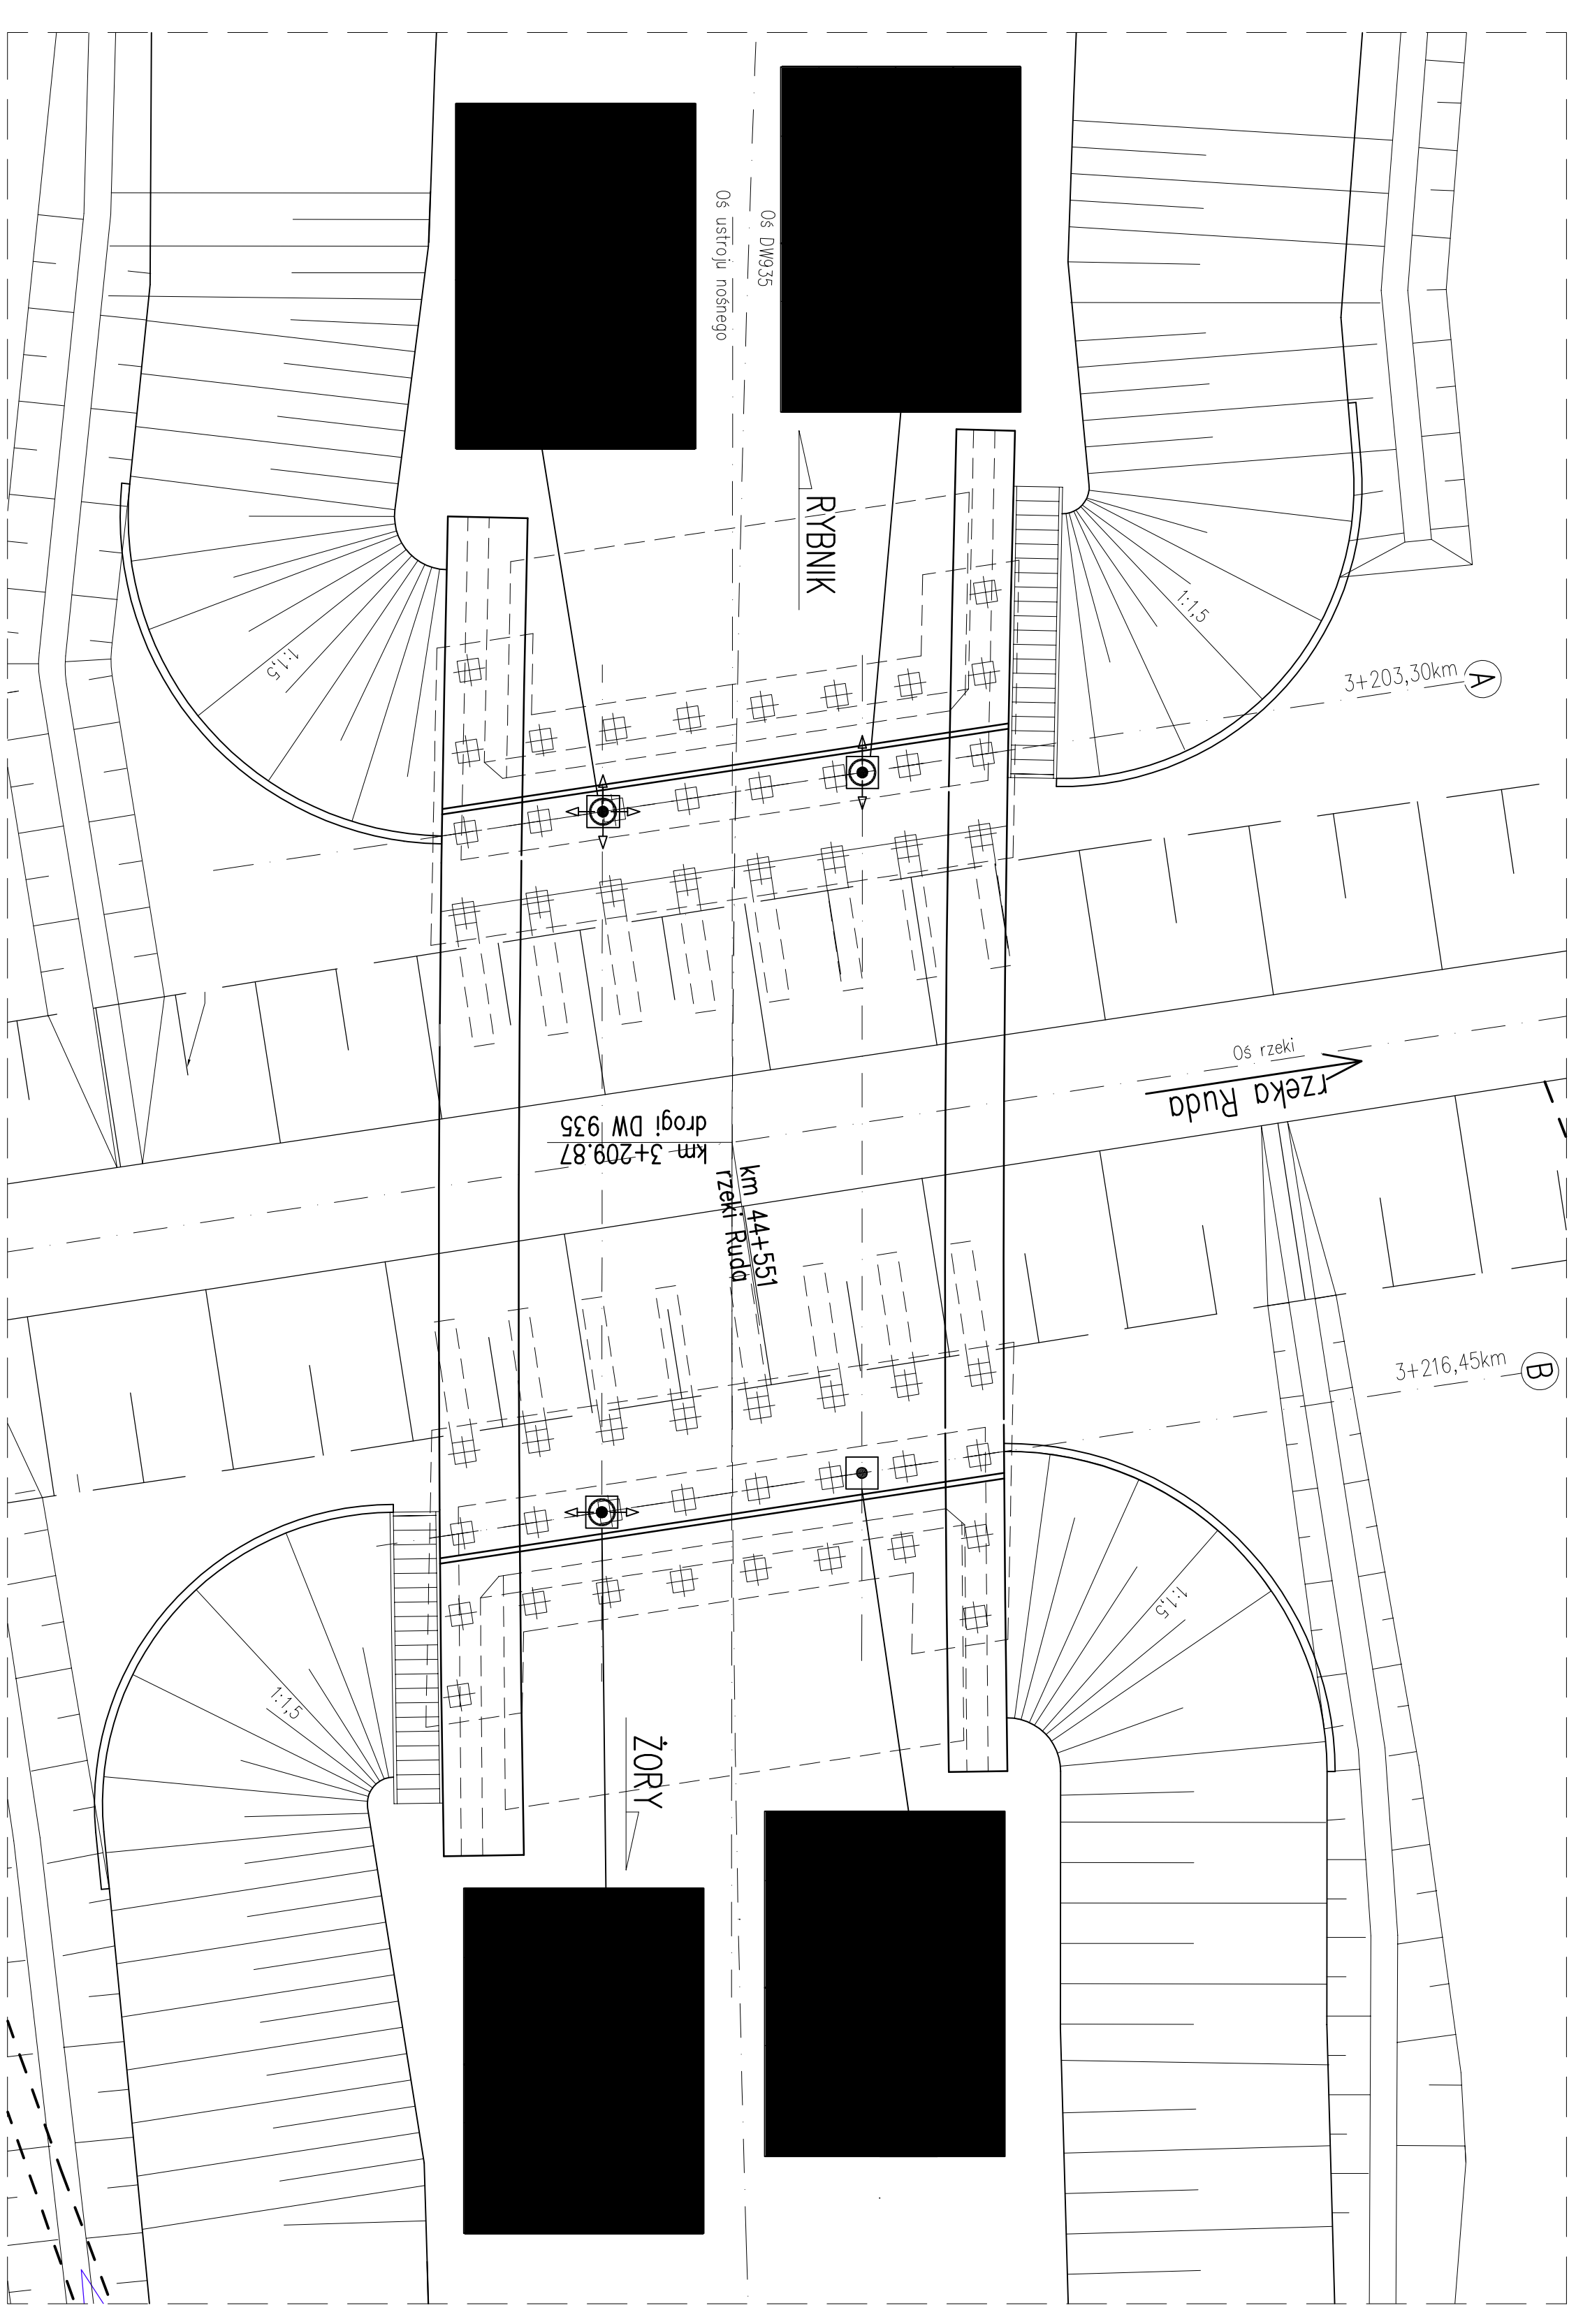 Oś ustroju nośnego
Oś DW935
RYBNIK
1:1,5
1:1,5
3+203,30km
A
Oś rzeki
rzeka Ruda
km 3+209.87
drogi DW 935
km 44+551
rzeki Ruda
3+216,45km
B
1:1,5
1:1,5
ŻORY